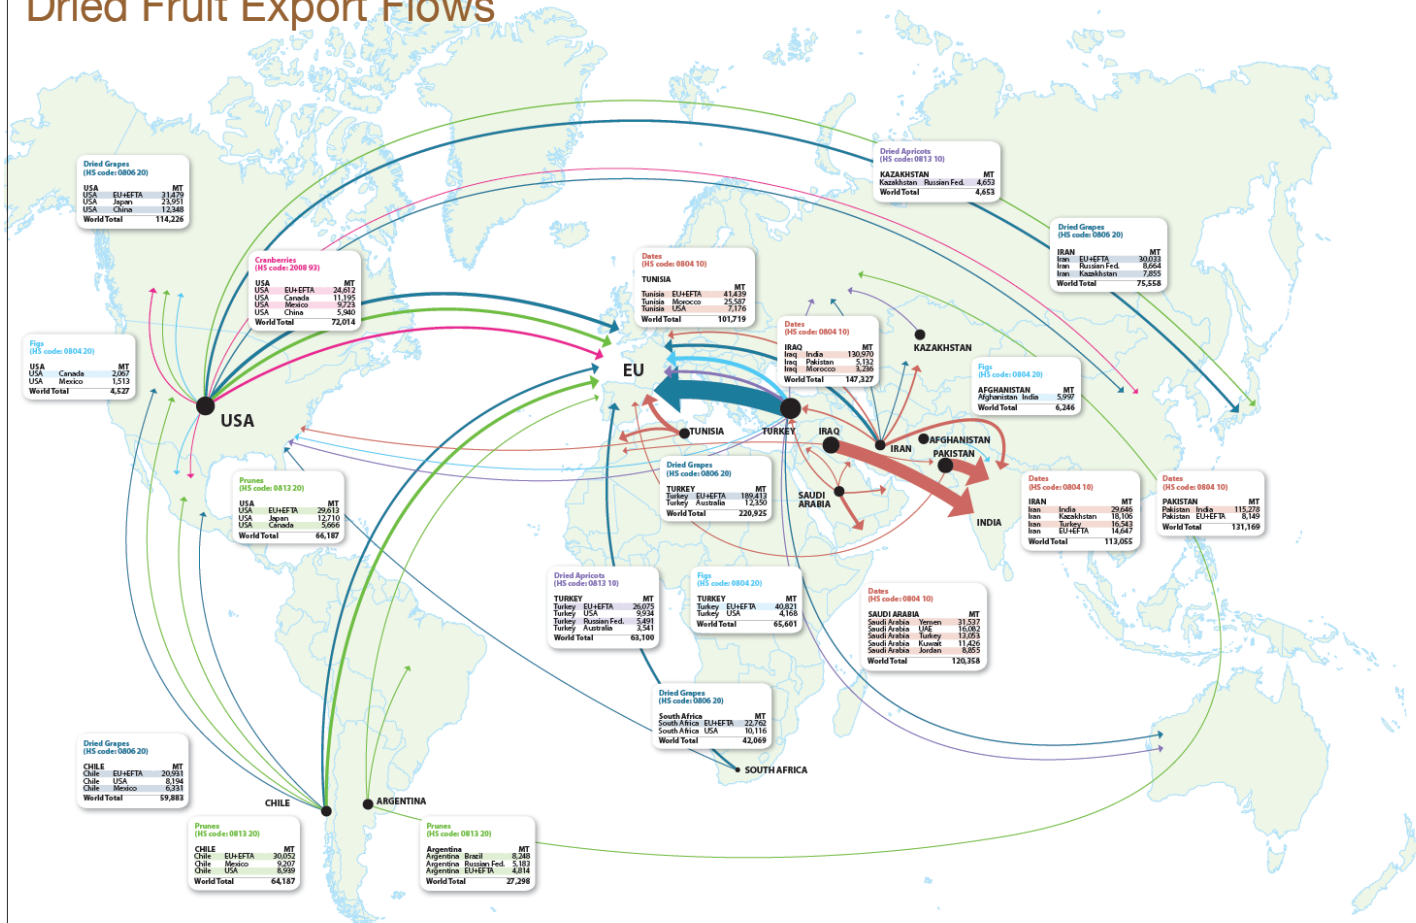 Dried Fruit Export Flows
Dried Grapes
(HS code: 0806 20)
USA MT
USA EU+EFTA 31,479
USA Japan 23,951
USA China 12,348
World Total 114,226
Cranberries
(HS code: 2008 93)
USA MT
USA EU+EFTA 24,612
USA Canada 11,195
USA Mexico 9,723
USA China 5,940
World Total 72,014
Figs
(HS code: 0804 20)
USA MT
USA Canada 2,067
USA Mexico 1,513
World Total 4,527
Prunes
(HS code: 0813 20)
USA MT
USA EU+EFTA 29,613
USA Japan 12,710
USA Canada 5,666
World Total 66,187
Dates
(HS code: 0804 10)
TUNISIA
MT
Tunisia EU+EFTA 41,439
Tunisia Morocco 25,587
Tunisia USA 7,176
World Total 101,719
Dried Apricots
(HS code: 0813 10)
KAZAKHSTAN MT
Kazakhstan Russian Fed. 4,653
World Total 4,653
Dried Grapes
(HS code: 0806 20)
IRAN MT
Iran EU+EFTA 30,033
Iran Russian Fed. 8,664
Iran Kazakhstan 7,855
World Total 75,558
Dates
(HS code: 0804 10)
IRAQ MT
Iraq India 130,970
Iraq Pakistan 5,132
Iraq Morocco 3,236
World Total 147,327
Figs
(HS code: 0804 20)
AFGHANISTAN MT
Afghanistan India 5,997
World Total 6,246
EU
USA
KAZAKHSTAN
TUNISIA
TURKEY
IRAQ
IRAN
AFGHANISTAN
PAKISTAN
SAUDI
ARABIA
INDIA
Dried Grapes
(HS code: 0806 20)
TURKEY MT
Turkey EU+EFTA 189,413
Turkey Australia 12,350
World Total 220,925
Dates
(HS code: 0804 10)
IRAN MT
Iran India 29,646
Iran Kazakhstan 18,106
Iran Turkey 16,543
Iran EU+EFTA 14,647
World Total 113,055
Dates
(HS code: 0804 10)
PAKISTAN MT
Pakistan India 115,278
Pakistan EU+EFTA 8,149
World Total 131,169
Dried Apricots
(HS code: 0813 10)
TURKEY MT
Turkey EU+EFTA 26,075
Turkey USA 9,934
Turkey Russian Fed. 5,491
Turkey Australia 3,541
World Total 63,100
Figs
(HS code: 0804 20)
TURKEY MT
Turkey EU+EFTA 40,821
Turkey USA 4,168
World Total 65,601
Dates
(HS code: 0804 10)
SAUDI ARABIA MT
Saudi Arabia Yemen 31,537
Saudi Arabia UAE 16,082
Saudi Arabia Turkey 13,053
Saudi Arabia Kuwait 11,426
Saudi Arabia Jordan 8,855
World Total 120,358
Dried Grapes
(HS code: 0806 20)
South Africa MT
South Africa EU+EFTA 22,762
South Africa USA 10,116
World Total 42,069
SOUTH AFRICA
Dried Grapes
(HS code: 0806 20)
CHILE MT
Chile EU+EFTA 20,931
Chile USA 8,194
Chile Mexico 6,331
World Total 59,883
CHILE
ARGENTINA
Prunes
(HS code: 0813 20)
CHILE MT
Chile EU+EFTA 30,052
Chile Mexico 9,207
Chile USA 8,939
World Total 64,187
Prunes
(HS code: 0813 20)
Argentina MT
Argentina Brazil 8,248
Argentina Russian Fed. 5,183
Argentina EU+EFTA 4,814
World Total 27,298